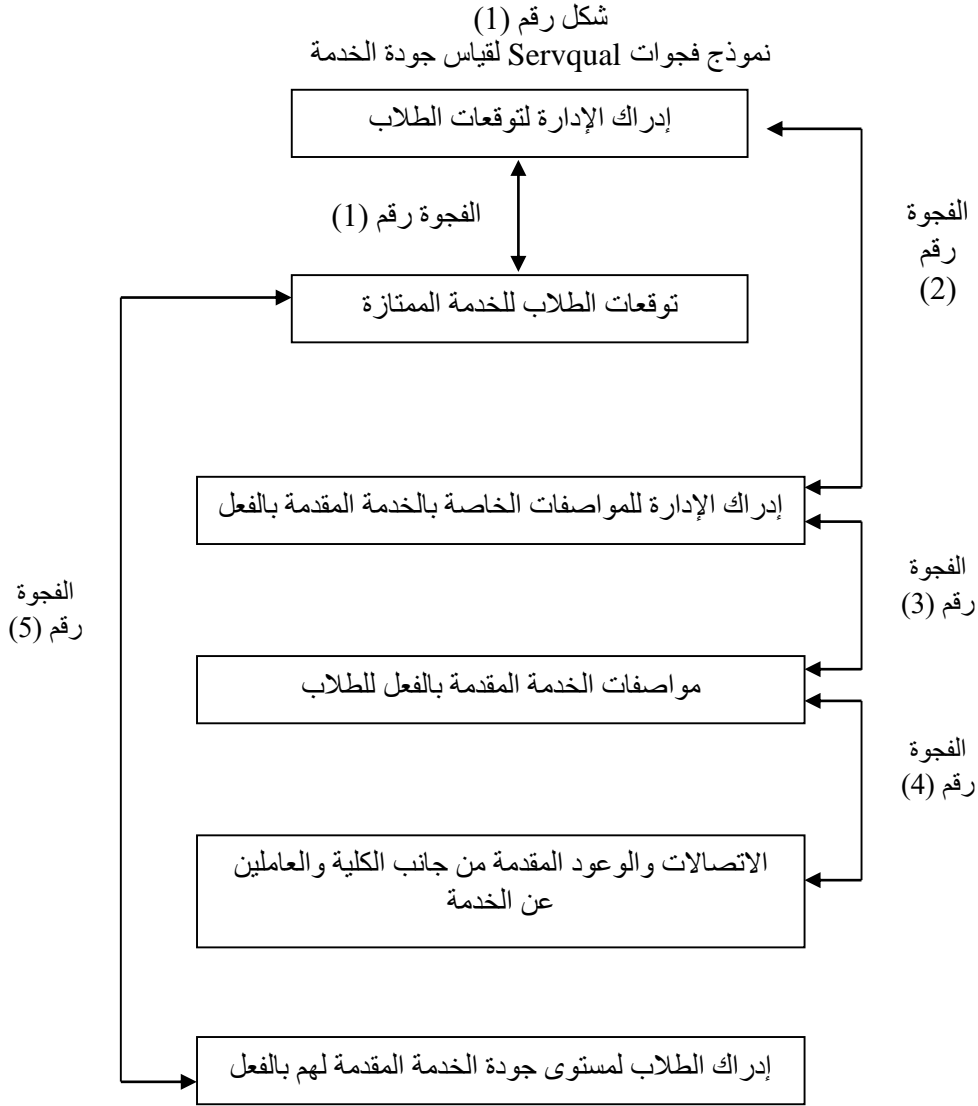 شكل رقم (1)
نموذج فجوات Servqual لقياس جودة الخدمة
إدراك الإدارة لتوقعات الطلاب
الفجوة رقم (1)
الفجوة
رقم
(2)
توقعات الطلاب للخدمة الممتازة
إدراك الإدارة للمواصفات الخاصة بالخدمة المقدمة بالفعل
الفجوة
رقم (3)
الفجوة
رقم (5)
مواصفات الخدمة المقدمة بالفعل للطلاب
الفجوة
رقم (4)
الاتصالات والوعود المقدمة من جانب الكلية والعاملين
عن الخدمة
إدراك الطلاب لمستوى جودة الخدمة المقدمة لهم بالفعل